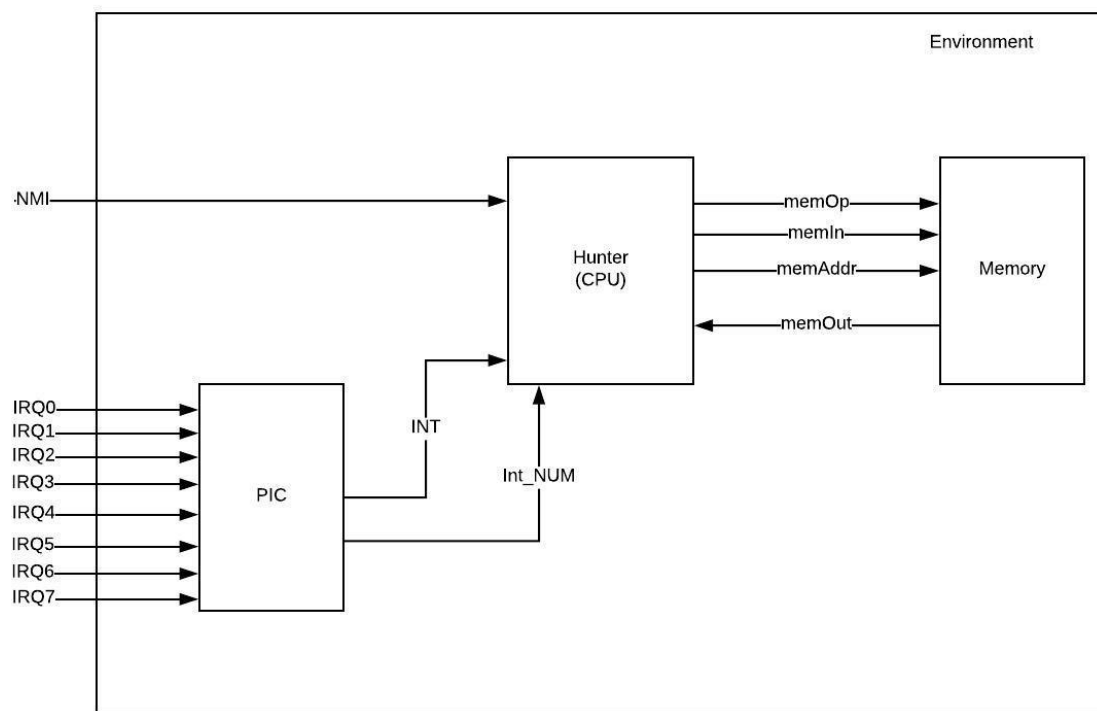 Environment
NMI
memOp
memIn
Hunter
(CPU)
memAddr
Memory
memOut
IRQ0
IRQ1
IRQ2
IRQ3
IRQ4
IRQ5
IRQ6
IRQ7
INT
Int_NUM
PIC